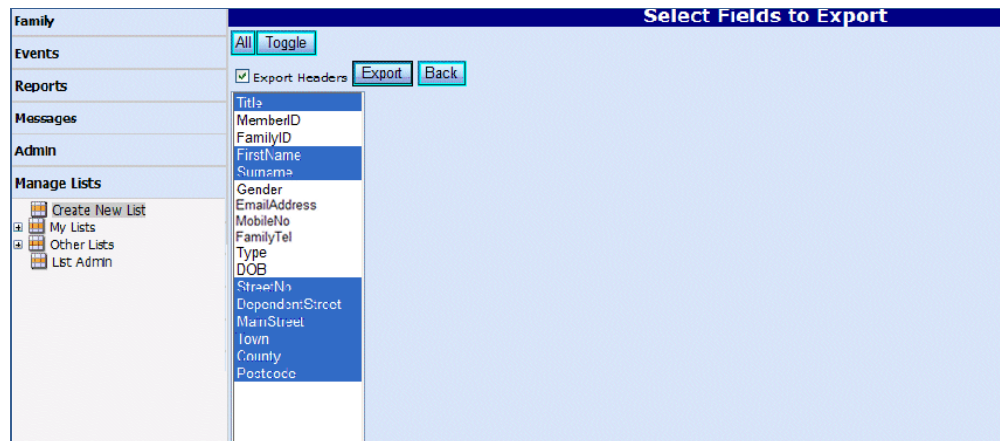 Family
Events
Reports
Messages
Admin
Manage Lists
Create New List
My Lists
Other Lists
List Admin
Select Fields to Export
All Toggle
Export Headers Export Back
Title
MemberID
FamilyID
FirstName
Surname
Gender
EmailAddress
MobileNo
FamilyTel
Type
DOB
StreetNo
DependentStreet
MainStreet
Town
County
Postcode